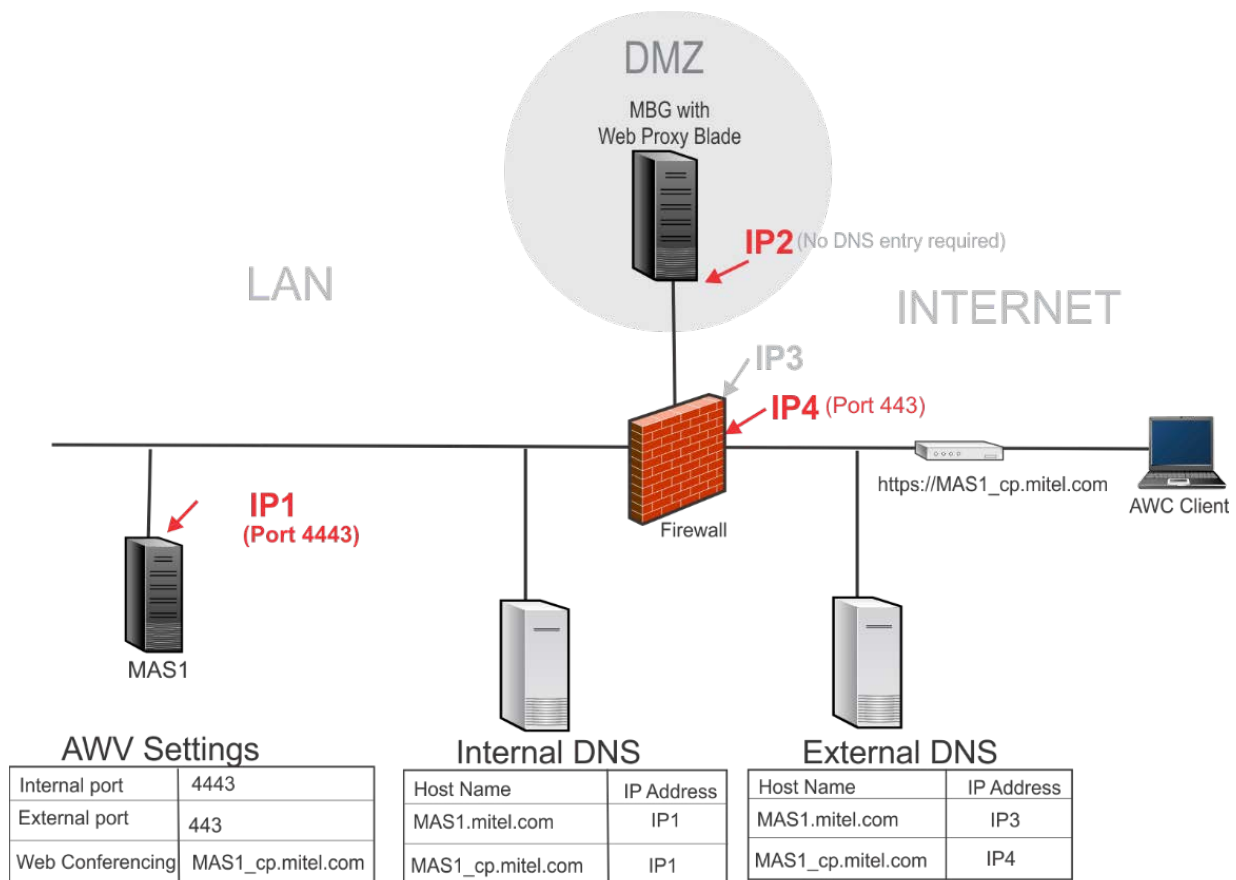 DMZ
MBG with
Web Proxy Blade
IP2 (No DNS entry required)
LAN
INTERNET
IP3
IP4 (Port 443)
https://MAS1_cp.mitel.com
AWC Client
IP1
(Port 4443)
Firewall
MAS1
AWV Settings
Internal port 4443
External port 443
Web Conferencing MAS1_cp.mitel.com
Internal DNS
Host Name IP Address
MAS1.mitel.com IP1
MAS1_cp.mitel.com IP1
External DNS
Host Name IP Address
MAS1.mitel.com IP3
MAS1_cp.mitel.com IP4